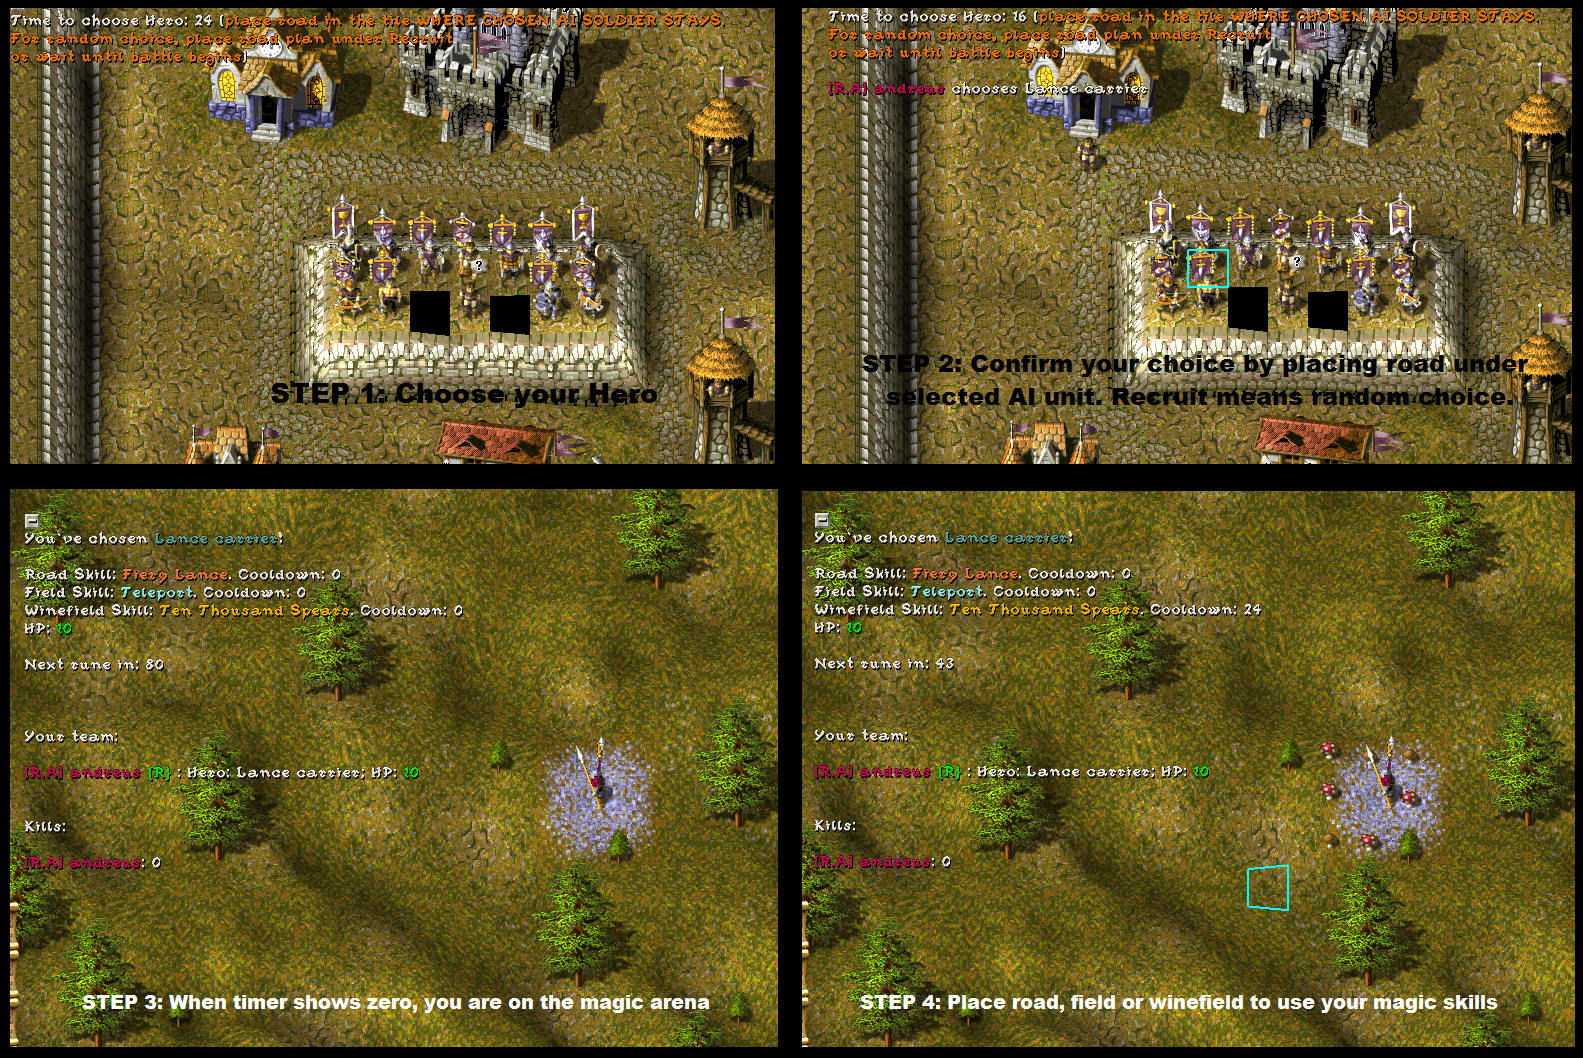 Time to choose Hero: 24 (place road in the tile WHERE CHOSEN AI SOLDIER STAYS.
For random choice, place road plan under Recruit
or wait until battle begins)
?
STEP 1: Choose your Hero
Time to choose Hero: 16 (place road in the tile WHERE CHOSEN AI SOLDIER STAYS.
For random choice, place road plan under Recruit
or wait until battle begins)
[R.A] andreus chooses Lance carrier
?
STEP 2: Confirm your choice by placing road under
selected AI unit. Recruit means random choice.
You've chosen Lance carrier!
Road Skill: Fiery Lance. Cooldown: 0
Field Skill: Teleport. Cooldown: 0
Winefield Skill: Ten Thousand Spears. Cooldown: 0
HP: 10
Next rune in: 80
Your team:
[R.A] andreus {R} : Hero: Lance carrier; HP: 10
Kills:
[R.A] andreus: 0
STEP 3: When timer shows zero, you are on the magic arena
You've chosen Lance carrier!
Road Skill: Fiery Lance. Cooldown: 0
Field Skill: Teleport. Cooldown: 0
Winefield Skill: Ten Thousand Spears. Cooldown: 24
HP: 10
Next rune in: 43
Your team:
[R.A] andreus {R} : Hero: Lance carrier; HP: 10
Kills:
[R.A] andreus: 0
STEP 4: Place road, field or winefield to use your magic skills